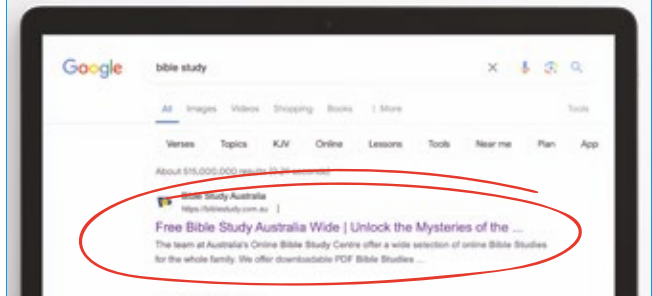 Google bible study
All Images Videos Shopping Books More Tools
Verses Topics KJV Online Lessons Tools Near me Plan App
About 515,000,000 results (0.26 seconds)
Bible Study Australia
https://biblestudy.com.au
Free Bible Study Australia Wide | Unlock the Mysteries of the ...
The team at Australia's Online Bible Study Centre offer a wide selection of online Bible Studies
for the whole family. We offer downloadable PDF Bible Studies ...